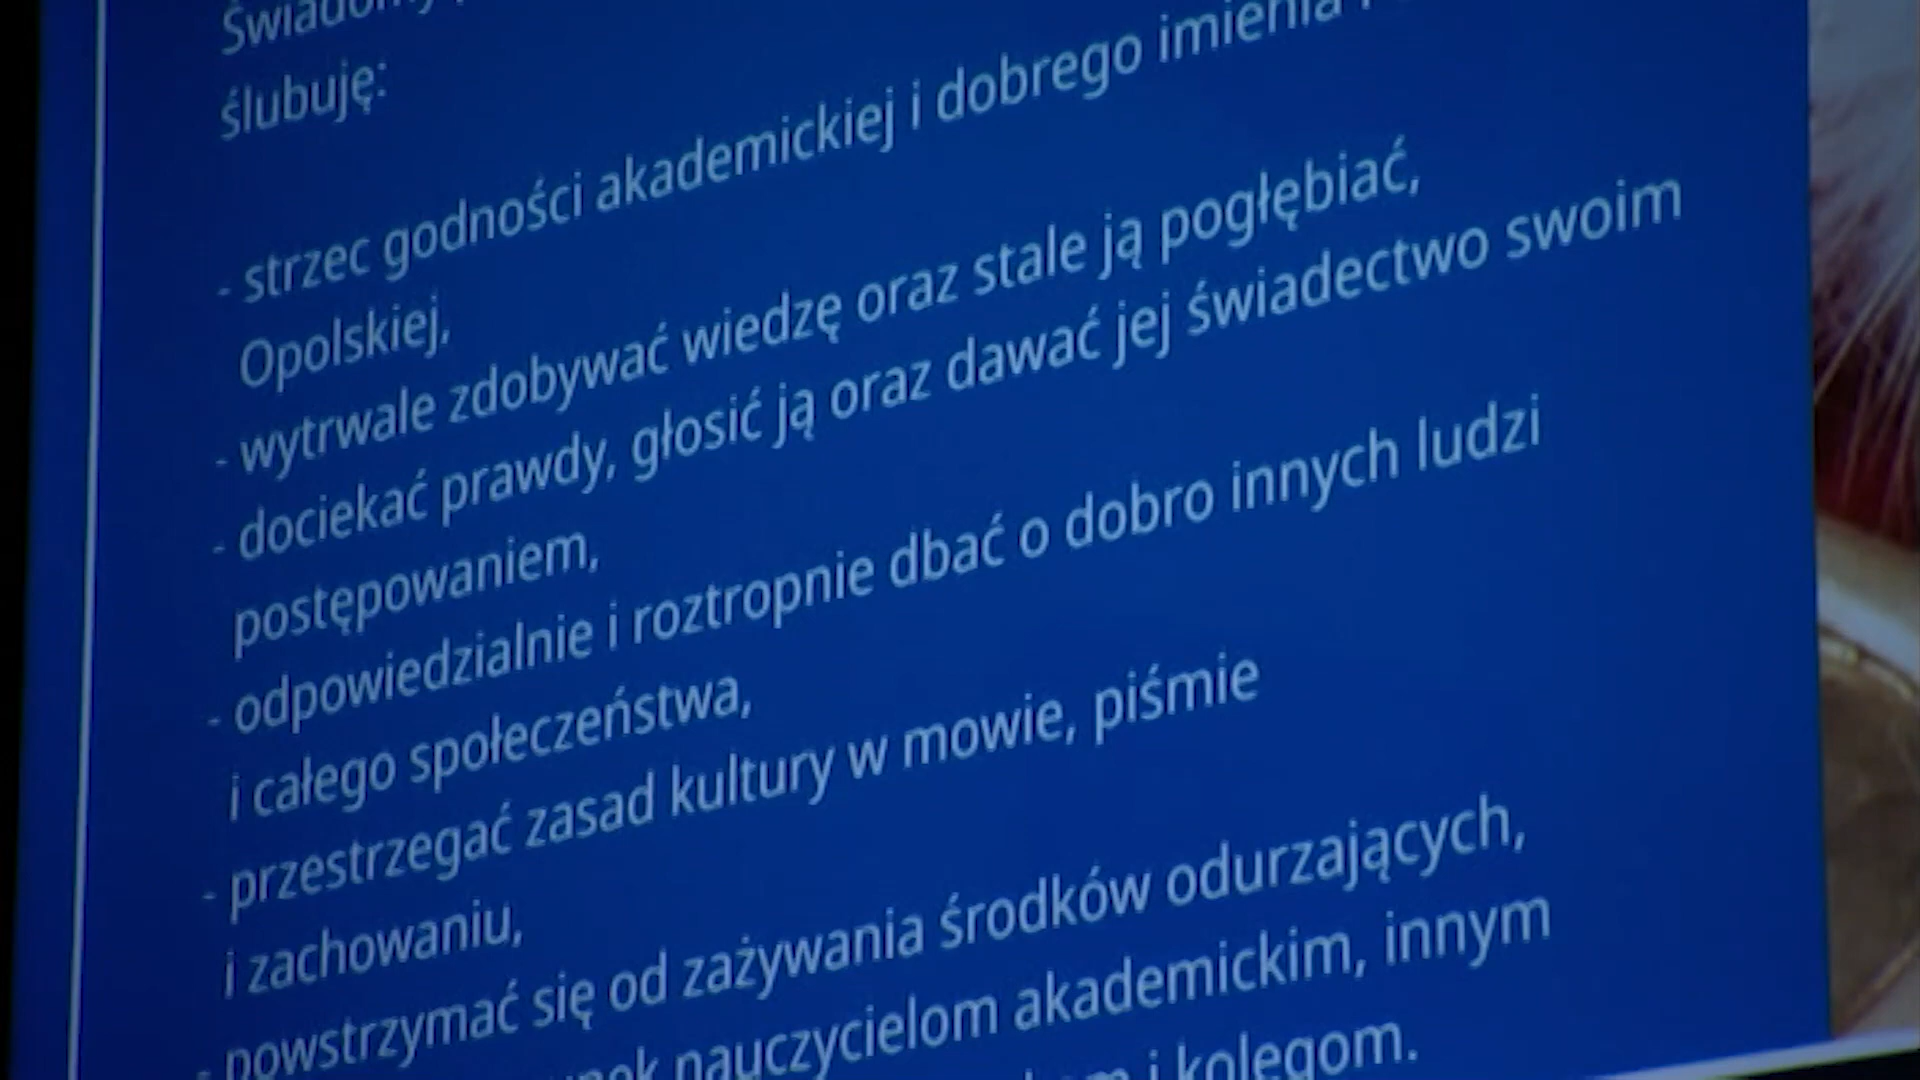 ślubuję:
- strzec godności akademickiej i dobrego imienia
Opolskiej,
- wytrwale zdobywać wiedzę oraz stale ją pogłębiać,
- dociekać prawdy, głosić ją oraz dawać jej świadectwo swoim
postępowaniem,
- odpowiedzialnie i roztropnie dbać o dobro innych ludzi
i całego społeczeństwa,
- przestrzegać zasad kultury w mowie, piśmie
i zachowaniu,
- powstrzymać się od zażywania środków odurzających,
nauczycielom akademickim, innym
i kolegom.